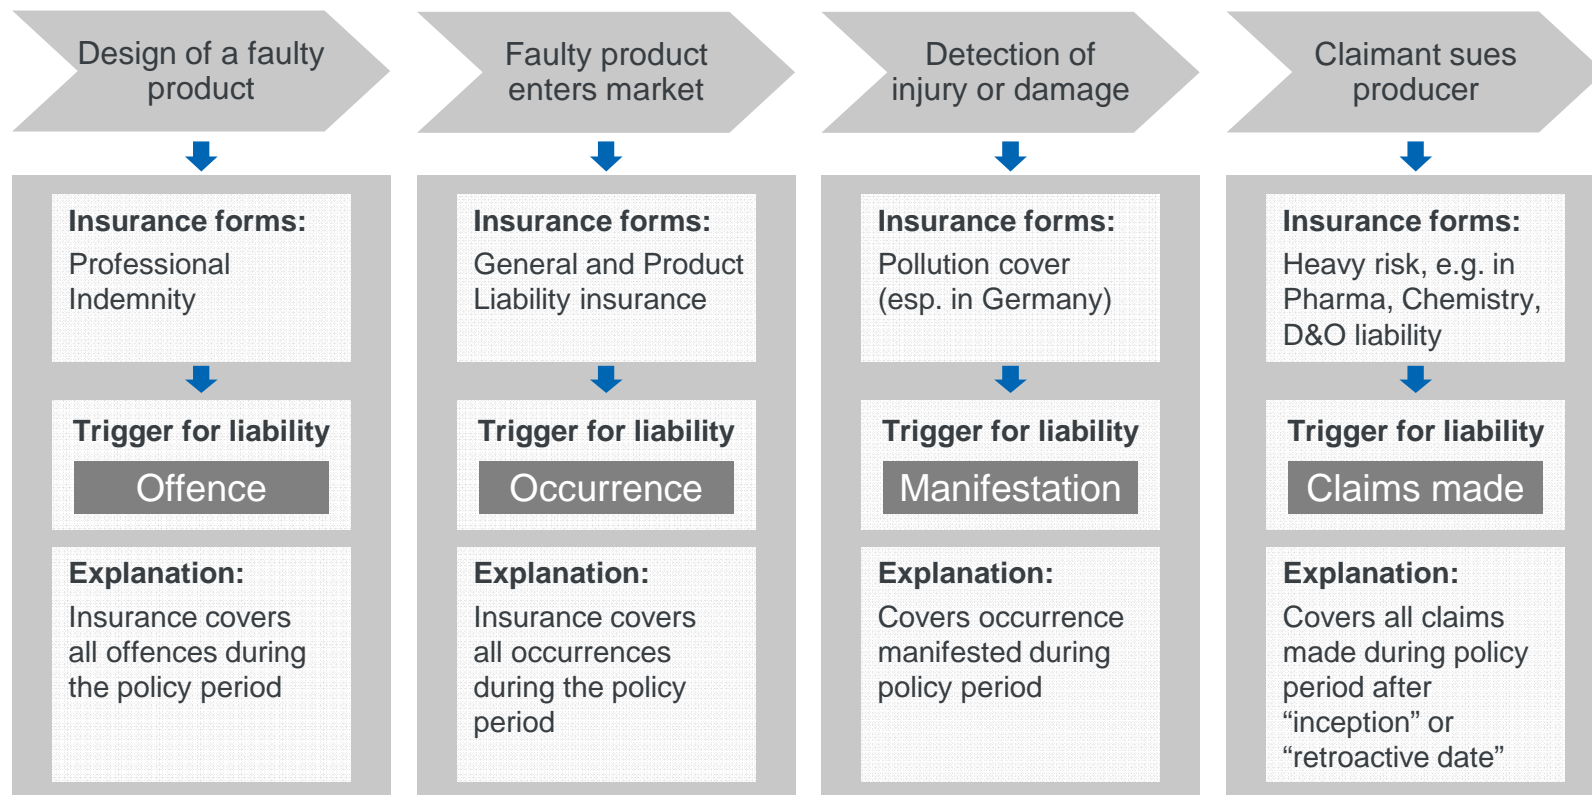 Design of a faulty
product
Faulty product
enters market
Detection of
injury or damage
Claimant sues
producer
Insurance forms:
Professional
Indemnity
Insurance forms:
General and Product
Liability insurance
Insurance forms:
Pollution cover
(esp. in Germany)
Insurance forms:
Heavy risk, e.g. in
Pharma, Chemistry,
D&O liability
Trigger for liability
Offence
Trigger for liability
Occurrence
Trigger for liability
Manifestation
Trigger for liability
Claims made
Explanation:
Insurance covers
all offences during
the policy period
Explanation:
Insurance covers
all occurrences
during the policy
period
Explanation:
Covers occurrence
manifested during
policy period
Explanation:
Covers all claims
made during policy
period after
“inception” or
“retroactive date”